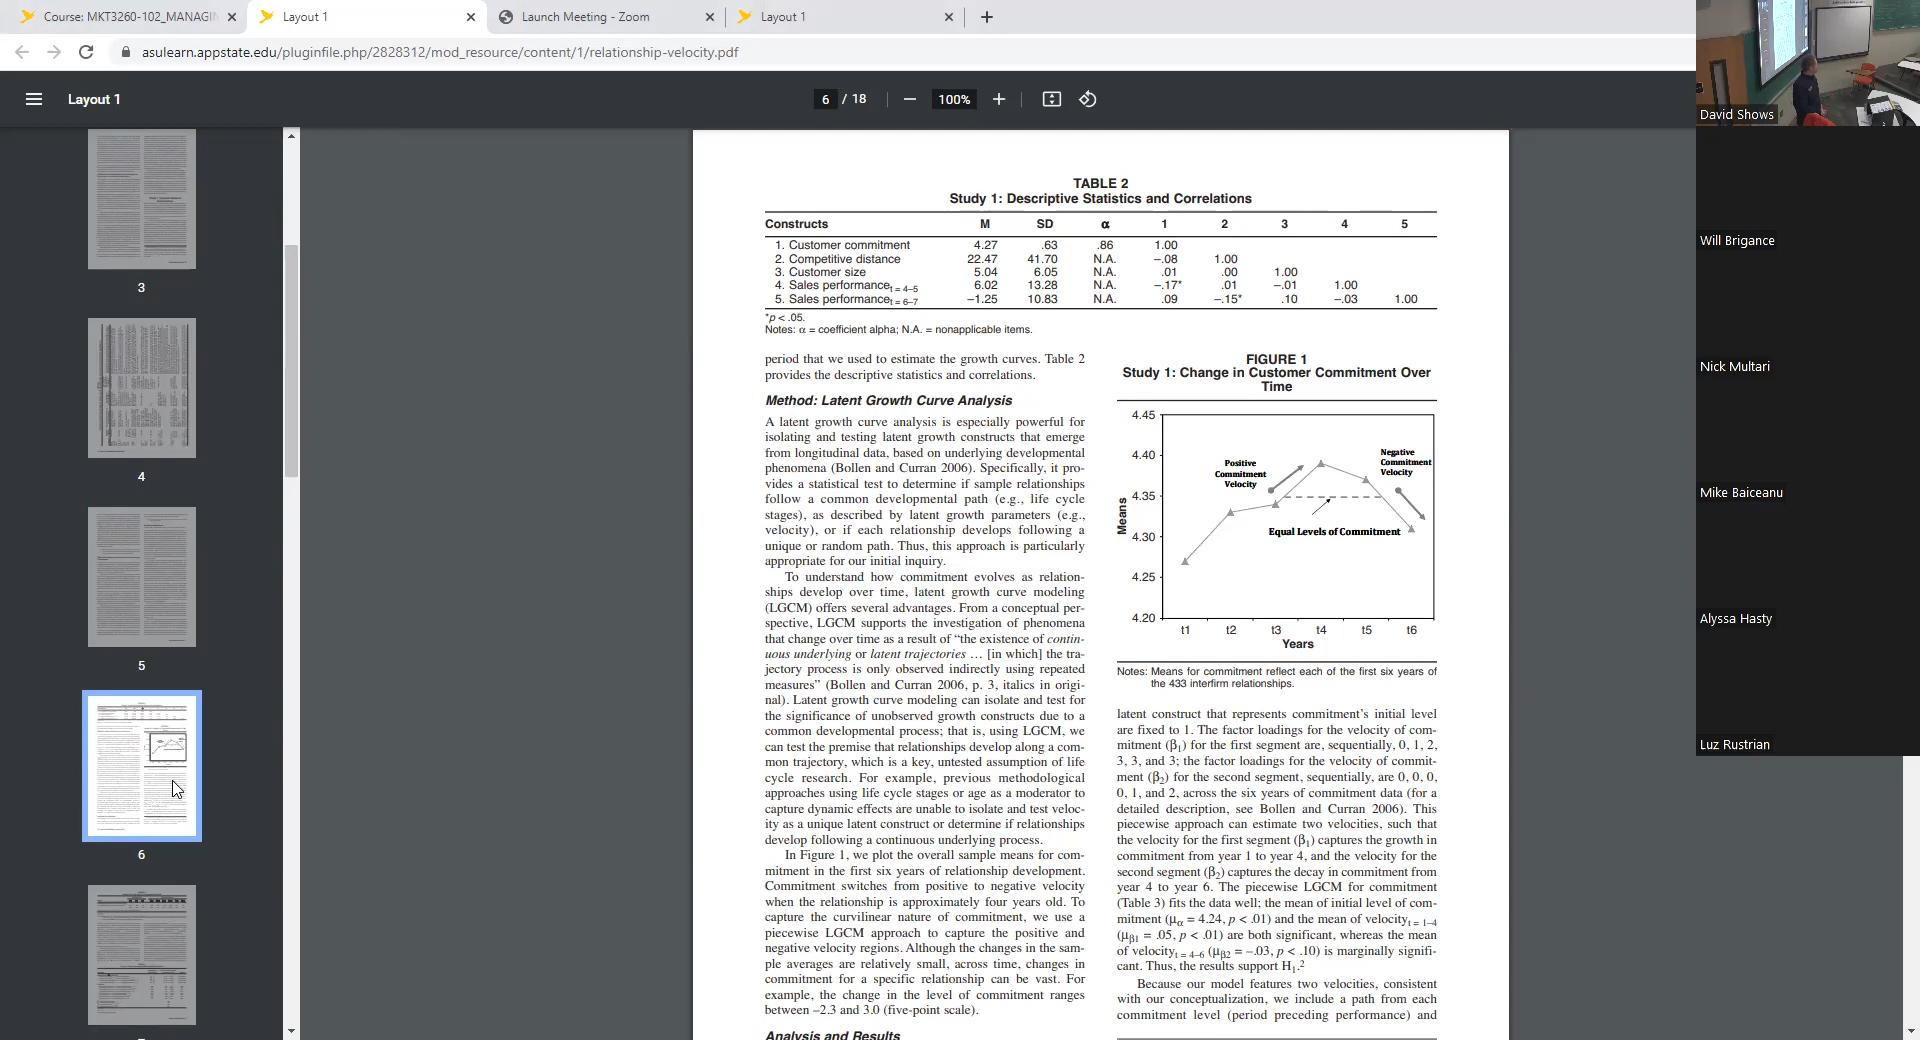 Course: MKT3260-102_MANAGIN
Layout 1
Launch Meeting - Zoom
Layout 1
asulearn.appstate.edu/pluginfile.php/2828312/mod_resource/content/1/relationship-velocity.pdf
Layout 1
6 / 18
100%
3
4
5
6
TABLE 2
Study 1: Descriptive Statistics and Correlations
Constructs M SD α 1 2 3 4 5
1. Customer commitment 4.27 .63 .86 1.00
2. Competitive distance 22.47 41.70 N.A. –.08 1.00
3. Customer size 5.04 6.05 N.A. .01 .00 1.00
4. Sales performance t = 4–5 6.02 13.28 N.A. –.17* .01 –.01 1.00
5. Sales performance t = 6–7 –1.25 10.83 N.A. .09 –.15* .10 –.03 1.00
*p < .05.
Notes: α = coefficient alpha; N.A. = nonapplicable items.
period that we used to estimate the growth curves. Table 2
provides the descriptive statistics and correlations.
Method: Latent Growth Curve Analysis
A latent growth curve analysis is especially powerful for
isolating and testing latent growth constructs that emerge
from longitudinal data, based on underlying developmental
phenomena (Bollen and Curran 2006). Specifically, it pro-
vides a statistical test to determine if sample relationships
follow a common developmental path (e.g., life cycle
stages), as described by latent growth parameters (e.g.,
velocity), or if each relationship develops following a
unique or random path. Thus, this approach is particularly
appropriate for our initial inquiry.
To understand how commitment evolves as relation-
ships develop over time, latent growth curve modeling
(LGCM) offers several advantages. From a conceptual per-
spective, LGCM supports the investigation of phenomena
that change over time as a result of “the existence of contin-
uous underlying or latent trajectories … [in which] the tra-
jectory process is only observed indirectly using repeated
measures” (Bollen and Curran 2006, p. 3, italics in origi-
nal). Latent growth curve modeling can isolate and test for
the significance of unobserved growth constructs due to a
common developmental process; that is, using LGCM, we
can test the premise that relationships develop along a com-
mon trajectory, which is a key, untested assumption of life
cycle research. For example, previous methodological
approaches using life cycle stages or age as a moderator to
capture dynamic effects are unable to isolate and test veloc-
ity as a unique latent construct or determine if relationships
develop following a continuous underlying process.
In Figure 1, we plot the overall sample means for com-
mitment in the first six years of relationship development.
Commitment switches from positive to negative velocity
when the relationship is approximately four years old. To
capture the curvilinear nature of commitment, we use a
piecewise LGCM approach to capture the positive and
negative velocity regions. Although the changes in the sam-
ple averages are relatively small, across time, changes in
commitment for a specific relationship can be vast. For
example, the change in the level of commitment ranges
between –2.3 and 3.0 (five-point scale).
Analysis and Results
FIGURE 1
Study 1: Change in Customer Commitment Over
Time
4.45
4.40
4.35
4.30
4.25
4.20
Means
Positive
Commitment
Velocity
Negative
Commitment
Velocity
Equal Levels of Commitment
t1 t2 t3 t4 t5 t6
Years
Notes: Means for commitment reflect each of the first six years of
the 433 interfirm relationships.
latent construct that represents commitment’s initial level
are fixed to 1. The factor loadings for the velocity of com-
mitment (β1) for the first segment are, sequentially, 0, 1, 2,
3, 3, and 3; the factor loadings for the velocity of commit-
ment (β2) for the second segment, sequentially, are 0, 0, 0,
0, 1, and 2, across the six years of commitment data (for a
detailed description, see Bollen and Curran 2006). This
piecewise approach can estimate two velocities, such that
the velocity for the first segment (β1) captures the growth in
commitment from year 1 to year 4, and the velocity for the
second segment (β2) captures the decay in commitment from
year 4 to year 6. The piecewise LGCM for commitment
(Table 3) fits the data well; the mean of initial level of com-
mitment (μα = 4.24, p < .01) and the mean of velocity t = 1–4
(μβ1 = .05, p < .01) are both significant, whereas the mean
of velocity t = 4–6 (μβ2 = –.03, p < .10) is marginally signifi-
cant. Thus, the results support H1.2
Because our model features two velocities, consistent
with our conceptualization, we include a path from each
commitment level (period preceding performance) and
David Shows
Will Brigance
Nick Multari
Mike Baiceanu
Alyssa Hasty
Luz Rustrian